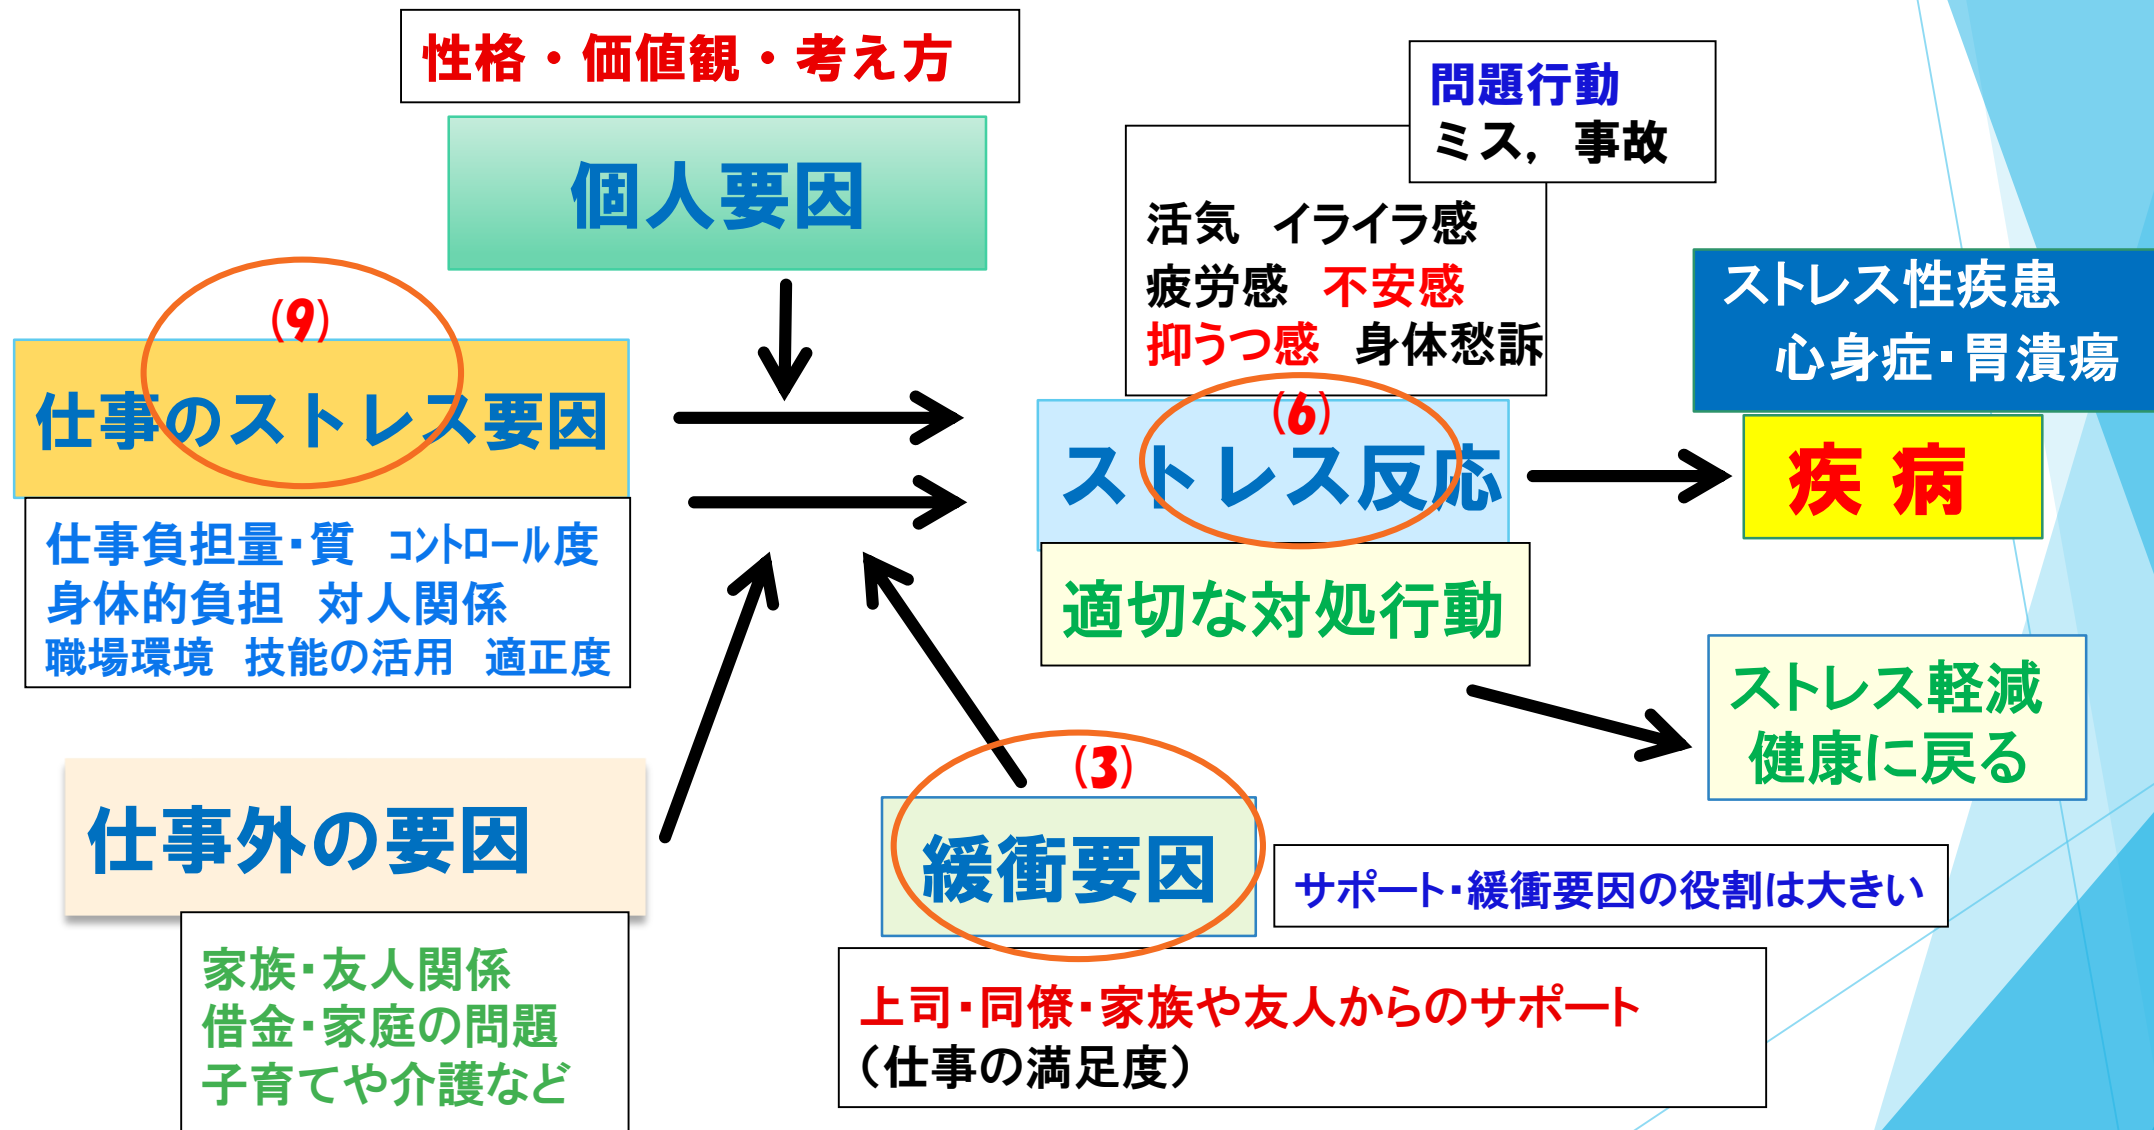 性格・価値観・考え方
個人要因
(9)
仕事のストレス要因
仕事負担量・質　コントロール度
身体的負担　対人関係
職場環境　技能の活用　適正度
仕事外の要因
家族・友人関係
借金・家庭の問題
子育てや介護など
問題行動
ミス，事故
活気　イライラ感
疲労感　不安感
抑うつ感　身体愁訴
(6)
ストレス反応
適切な対処行動
ストレス性疾患
心身症・胃潰瘍
疾 病
ストレス軽減
健康に戻る
(3)
緩衝要因
サポート・緩衝要因の役割は大きい
上司・同僚・家族や友人からのサポート
（仕事の満足度）